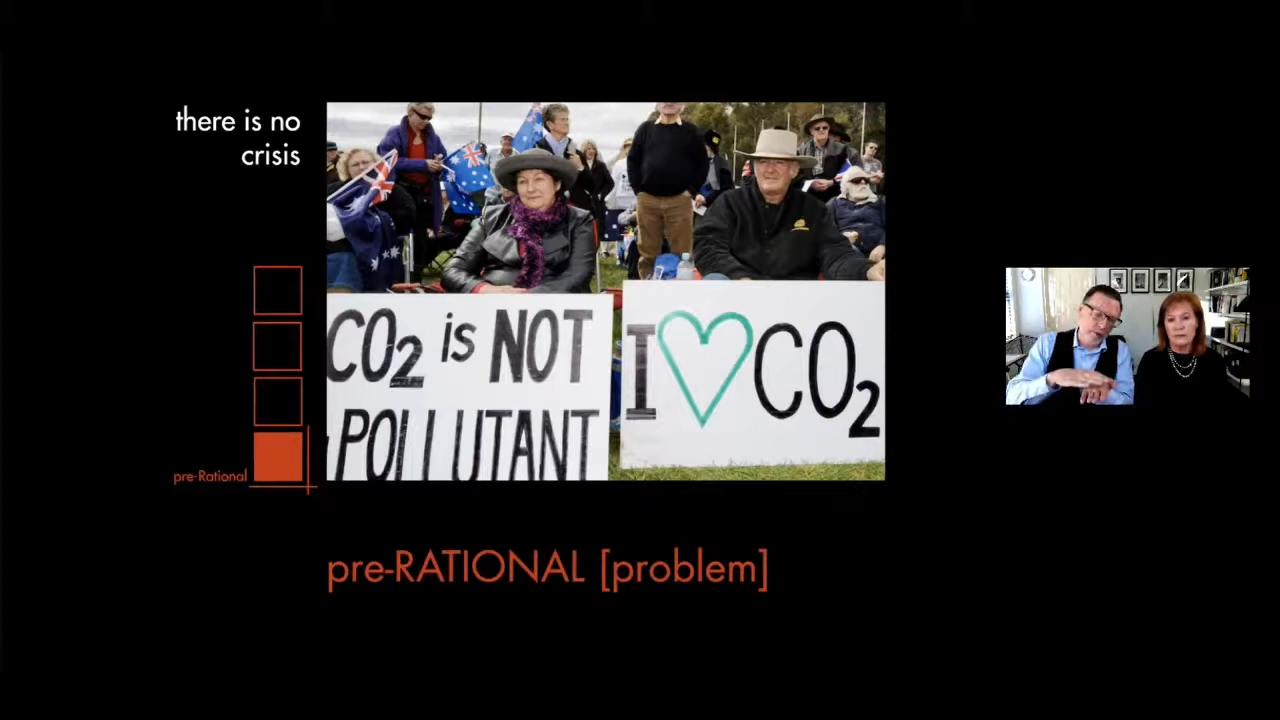 there is no
crisis
CO2 is NOT
POLLUTANT
I♡CO2
pre-Rational
pre-RATIONAL [problem]